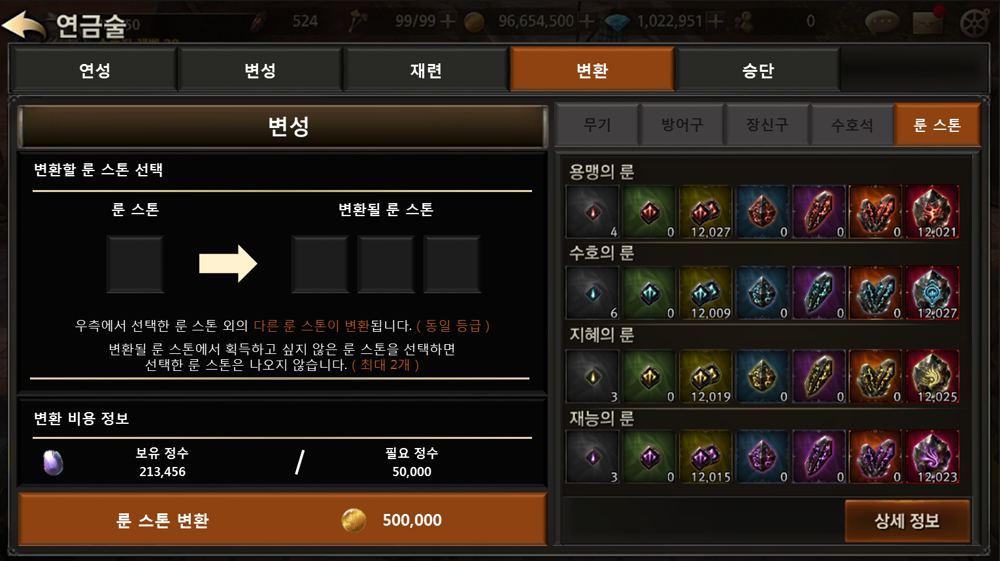 연금술
524 99/99 96,654,500 1,022,951 0
연성 변성 재련 변환 승단
변성
변환할 룬 스톤 선택
룬 스톤 변환될 룬 스톤
우측에서 선택한 룬 스톤 외의 다른 룬 스톤이 변환됩니다. ( 동일 등급 )
변환될 룬 스톤에서 획득하고 싶지 않은 룬 스톤을 선택하면
선택한 룬 스톤은 나오지 않습니다. ( 최대 2개 )
변환 비용 정보
보유 정수 / 필요 정수
213,456 50,000
룬 스톤 변환 500,000
무기 방어구 장신구 수호석 룬 스톤
용맹의 룬
4 0 12,027 0 0 0 12,021
수호의 룬
6 0 12,009 0 0 0 12,027
지혜의 룬
3 0 12,019 0 0 0 12,025
재능의 룬
3 0 12,015 0 0 0 12,023
상세 정보